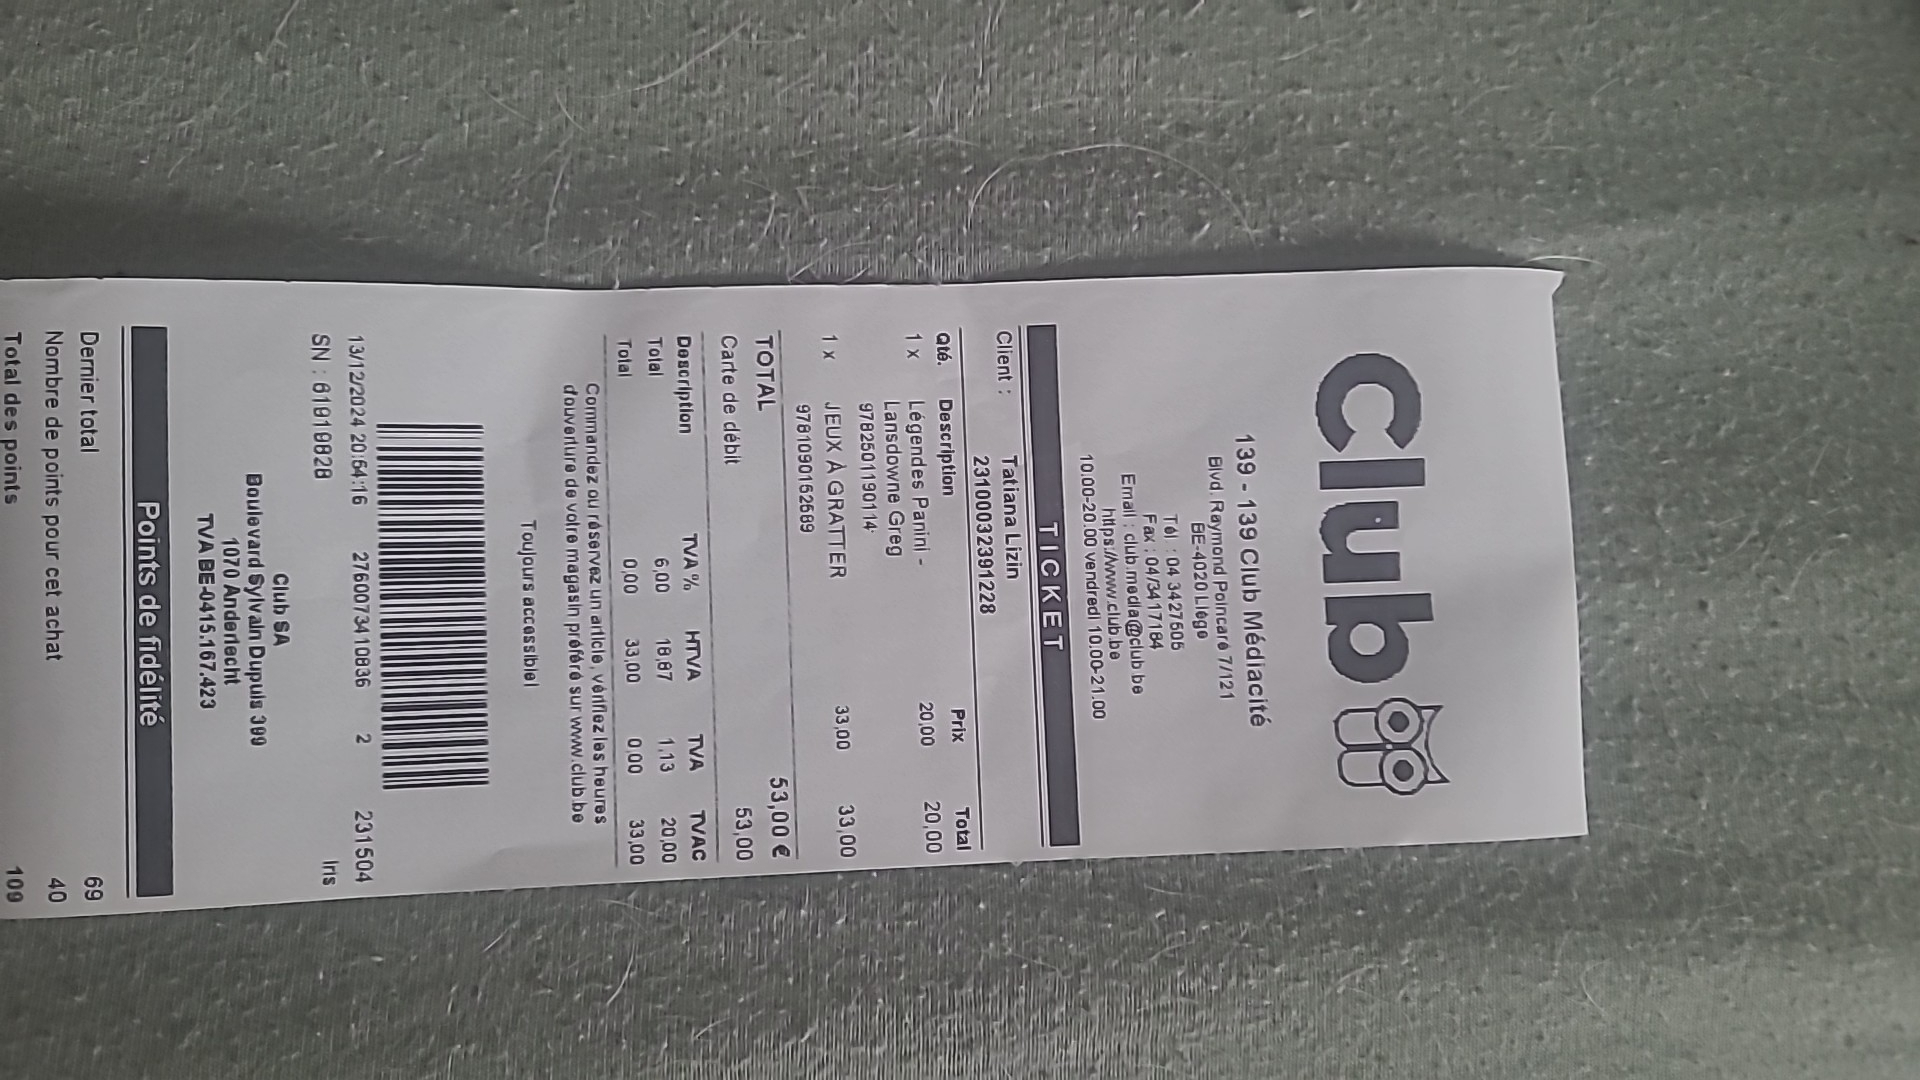 Club
139 - 139 Club Médiacité
Blvd. Raymond Poincaré 7/121
BE-4020 Liège
Tél : 04 3427505
Fax : 04/3417164
Email : club.media@club.be
https://www.club.be
10.00-20.00 vendredi 10.00-21.00
TICKET
Client : Tatiana Lizin
23100032391228
Qté. Description Prix Total
1 x Légendes Panini - 20,00 20,00
Lansdowne Greg
9782501190114
1 x JEUX À GRATTER 33,00 33,00
9781090152589
TOTAL 53,00 €
Carte de débit 53,00
Description TVA % HTVA TVA TVAC
Total 6,00 18,87 1,13 20,00
Total 0,00 33,00 0,00 33,00
Commandez ou réservez un article, vérifiez les heures
d'ouverture de votre magasin préféré sur www.club.be
Toujours accessible!
13/12/2024 20:54:16 2760073410836 2 231504
SN : 61919828 Iris
Club SA
Boulevard Sylvain Dupuis 399
1070 Anderlecht
TVA BE-0415.167.423
Points de fidélité
Dernier total 69
Nombre de points pour cet achat 40
Total des points 109